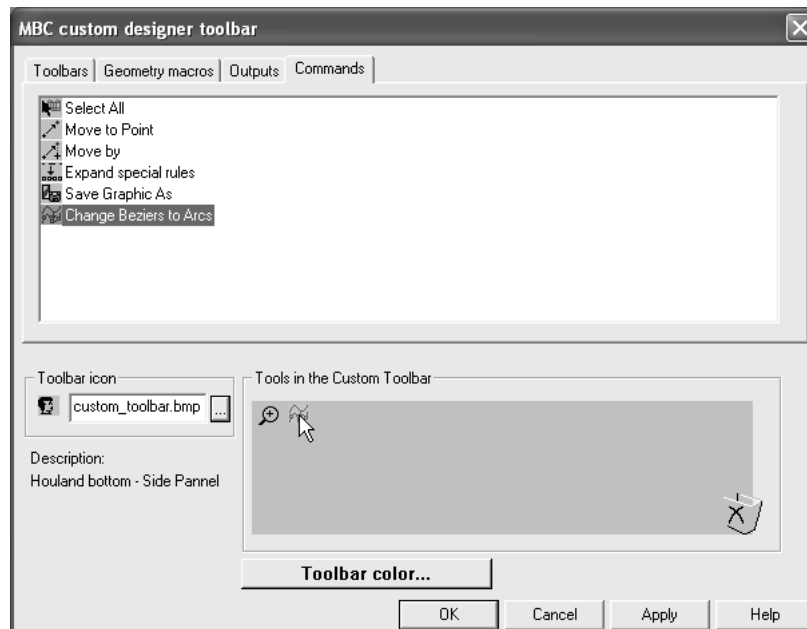 MBC custom designer toolbar
Toolbars Geometry macros Outputs Commands
Select All
Move to Point
Move by
Expand special rules
Save Graphic As
Change Beziers to Arcs
Toolbar icon
custom_toolbar.bmp ...
Description:
Houland bottom - Side Pannel
Tools in the Custom Toolbar
Toolbar color...
OK Cancel Apply Help